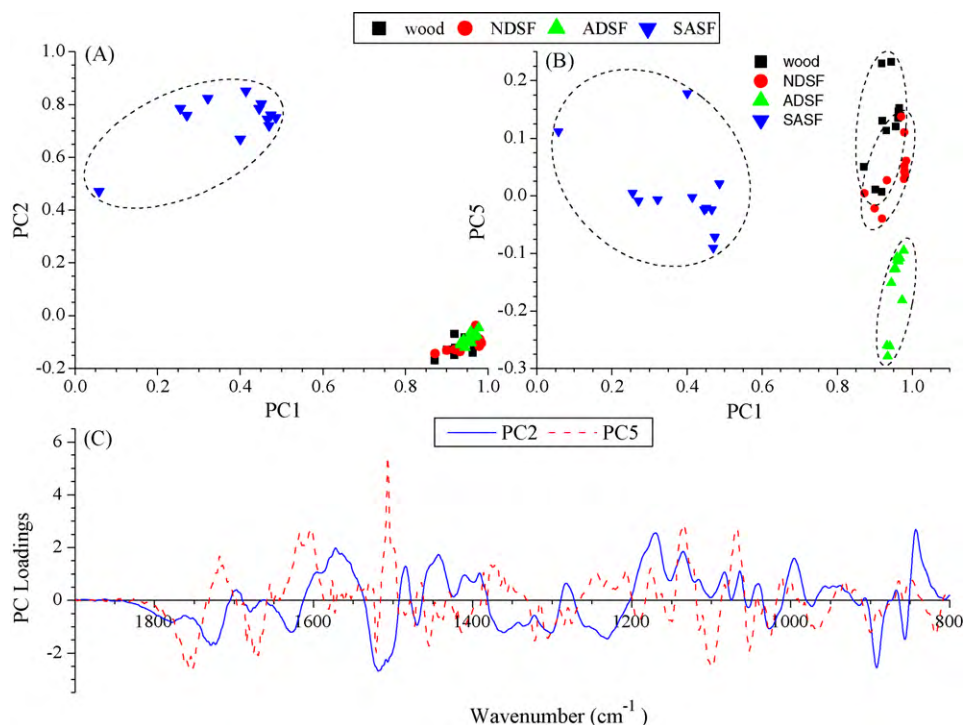 wood NDSF ADSF SASF
(A)
1.0
0.8
0.6
0.4
0.2
0.0
-0.2
PC2
0.0 0.2 0.4 0.6 0.8 1.0
PC1
(B)
wood
NDSF
ADSF
SASF
0.2
0.1
0.0
-0.1
-0.2
-0.3
PC5
0.0 0.2 0.4 0.6 0.8 1.0
PC1
(C)
PC2 PC5
6
4
2
0
-2
PC Loadings
1800 1600 1400 1200 1000 800
Wavenumber (cm-1)